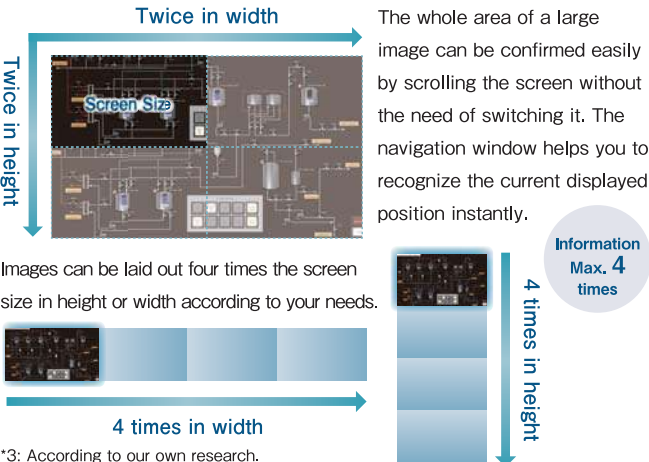 Twice in width
Twice in height
Screen Size
The whole area of a large
image can be confirmed easily
by scrolling the screen without
the need of switching it. The
navigation window helps you to
recognize the current displayed
position instantly.
Information
Max. 4
times
Images can be laid out four times the screen
size in height or width according to your needs.
4 times in width
4 times in height
*3: According to our own research.